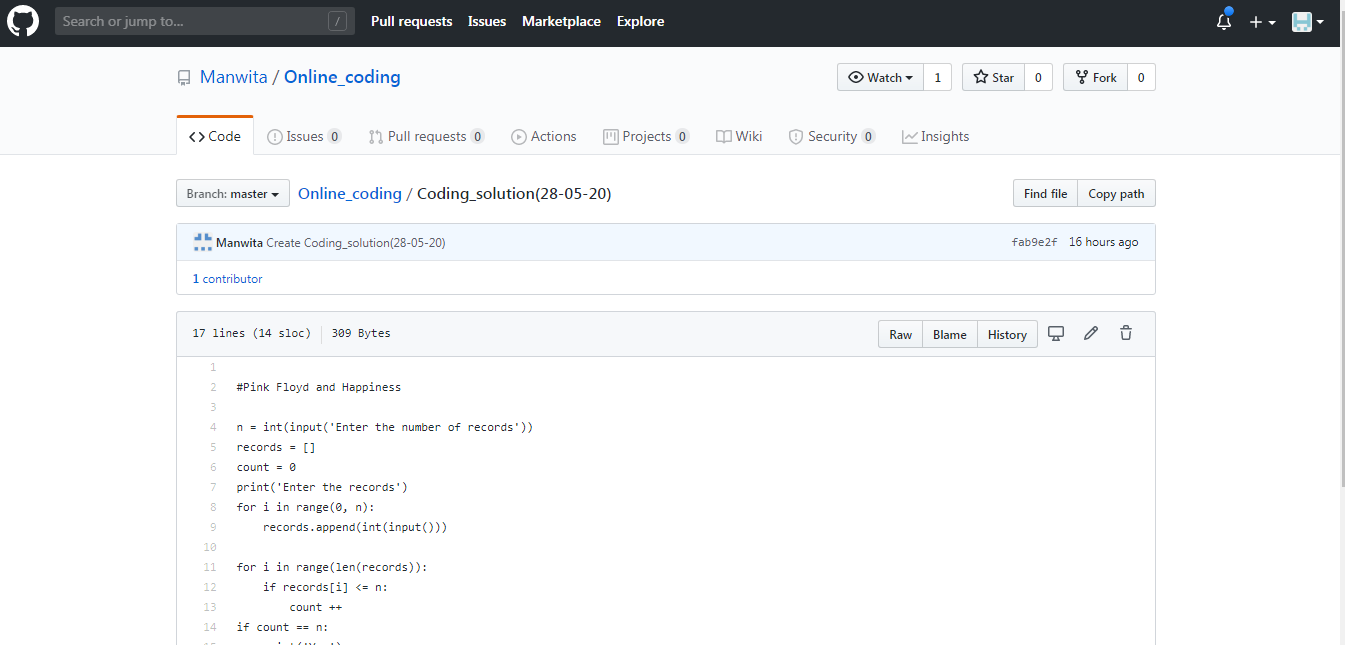 Search or jump to... /
Pull requests Issues Marketplace Explore
Manwita / Online_coding
Watch 1 Star 0 Fork 0
Code Issues 0 Pull requests 0 Actions Projects 0 Wiki Security 0 Insights
Branch: master Online_coding / Coding_solution(28-05-20) Find file Copy path
Manwita Create Coding_solution(28-05-20) fab9e2f 16 hours ago
1 contributor
17 lines (14 sloc) 309 Bytes Raw Blame History
1
2 #Pink Floyd and Happiness
3
4 n = int(input('Enter the number of records'))
5 records = []
6 count = 0
7 print('Enter the records')
8 for i in range(0, n):
9     records.append(int(input()))
10
11 for i in range(len(records)):
12     if records[i] <= n:
13         count ++
14 if count == n: